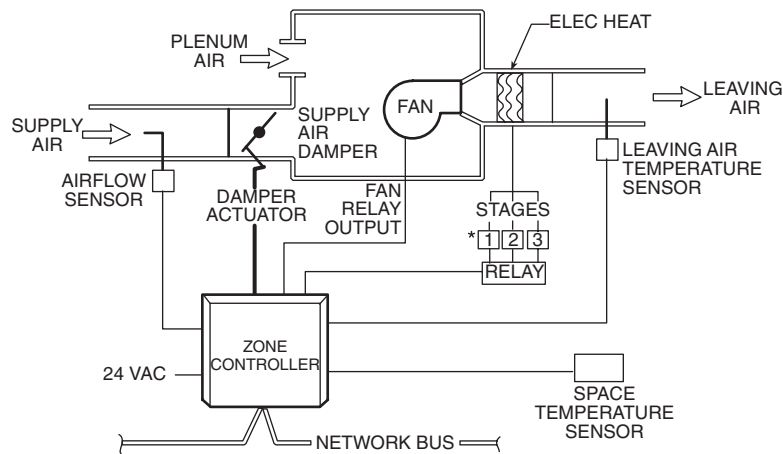 ELEC HEAT
PLENUM
AIR
FAN
LEAVING
AIR
SUPPLY
AIR
SUPPLY
AIR
DAMPER
AIRFLOW
SENSOR
DAMPER
ACTUATOR
FAN
RELAY
OUTPUT
STAGES
* 1 2 3
RELAY
LEAVING AIR
TEMPERATURE
SENSOR
ZONE
CONTROLLER
24 VAC
SPACE
TEMPERATURE
SENSOR
NETWORK BUS